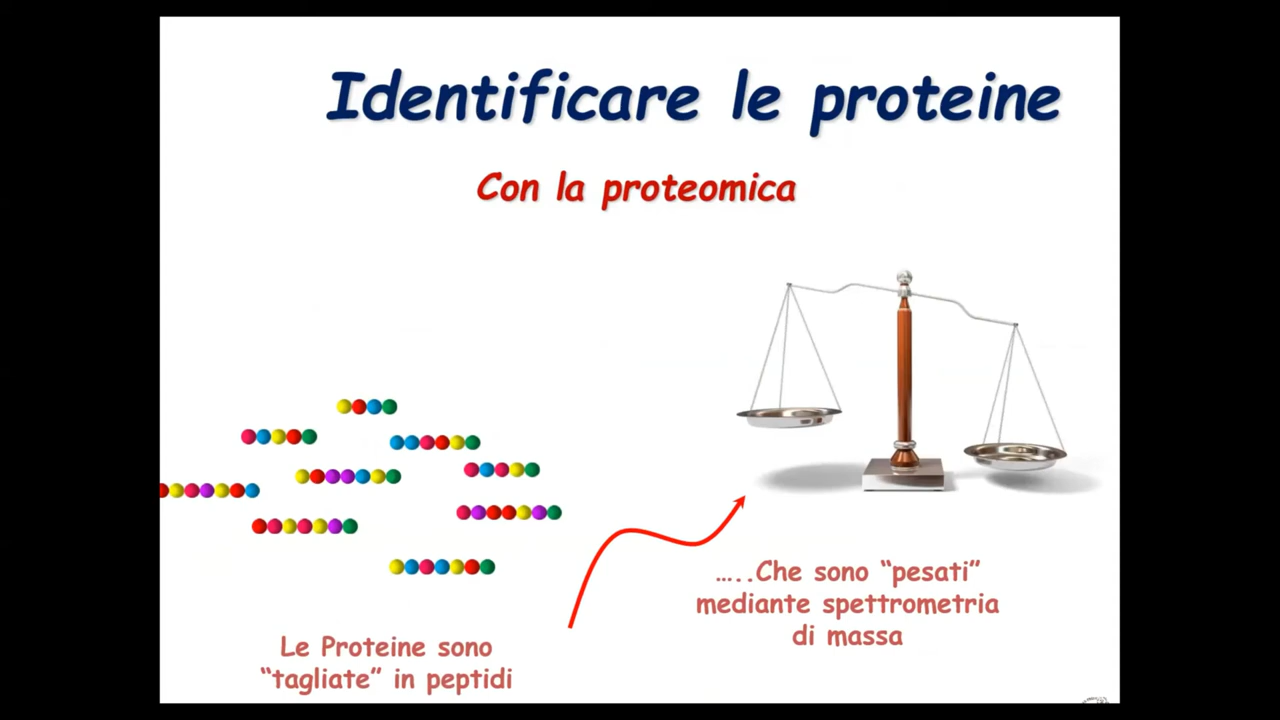 Identificare le proteine
Con la proteomica
…..Che sono “pesati”
mediante spettrometria
di massa
Le Proteine sono
“tagliate” in peptidi